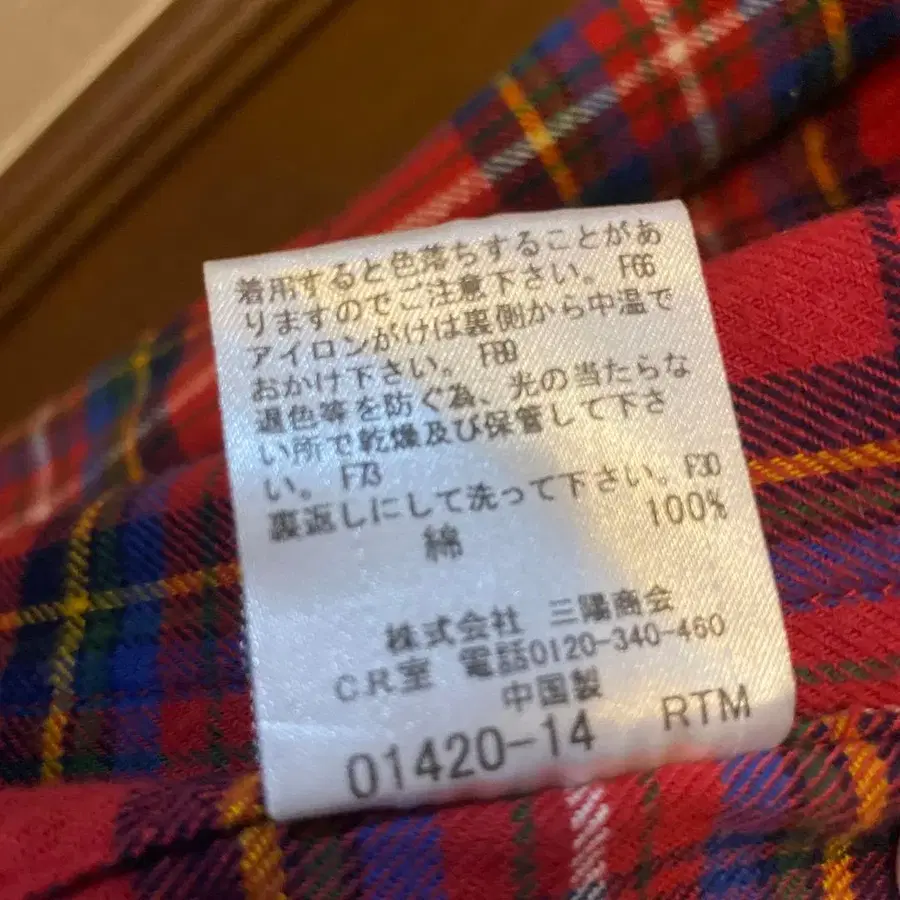 着用すると色落ちすることがあ
りますのでご注意下さい。 F66
アイロンがけは裏側から中温で
おかけ下さい。 F80
退色等を防ぐ為、光の当たらな
い所で乾燥及び保管して下さ
い。 F73
裏返しにして洗って下さい。F30
綿 100%
株式会社 三陽商会
C.R.室 電話0120-340-460
中国製
01420-14 RTM